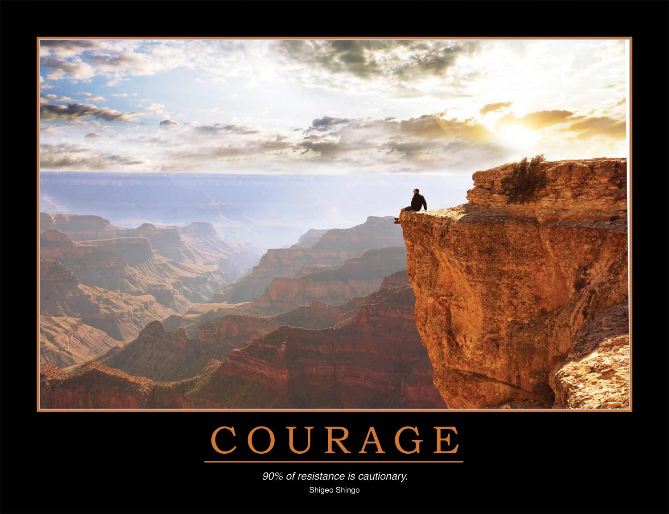 COURAGE
90% of resistance is cautionary.
Shigeo Shingo